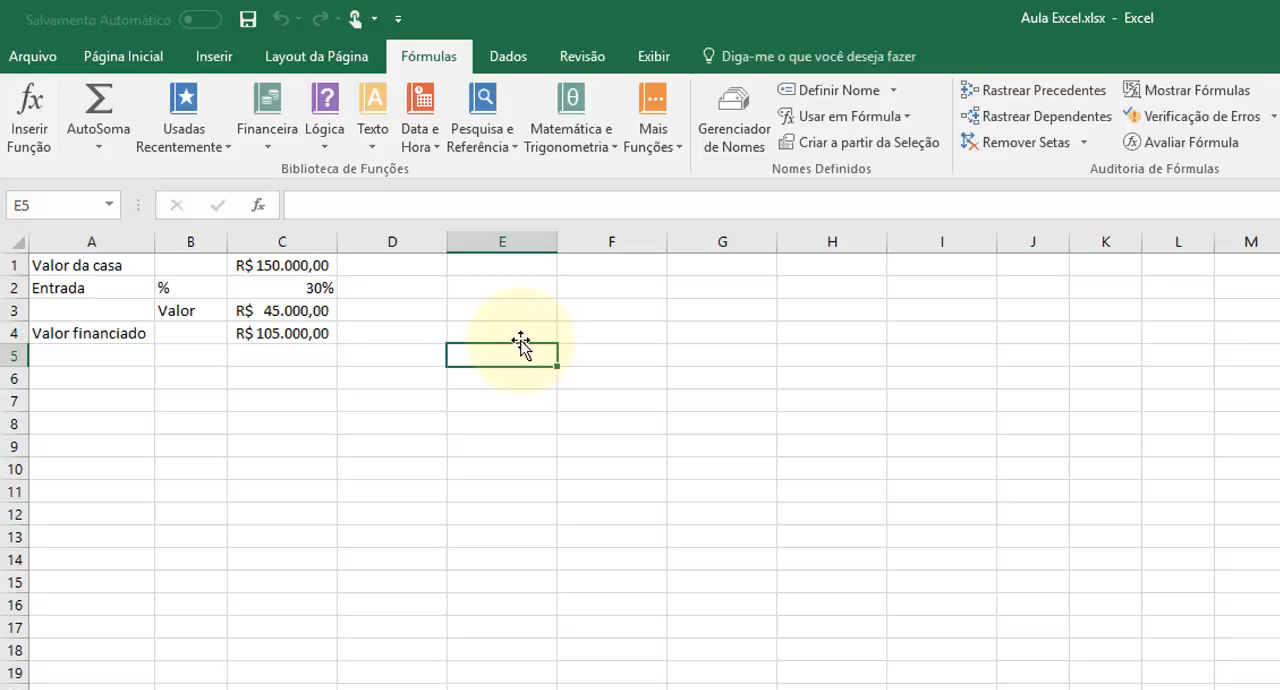 Salvamento Automático
Aula Excel.xlsx - Excel
Arquivo Página Inicial Inserir Layout da Página Fórmulas Dados Revisão Exibir Diga-me o que você deseja fazer
fx Inserir Função
Σ AutoSoma
Usadas Recentemente
Financeira
? Lógica
A Texto
Data e Hora
Pesquisa e Referência
θ Matemática e Trigonometria
Mais Funções
Biblioteca de Funções
Gerenciador de Nomes
Definir Nome
Usar em Fórmula
Criar a partir da Seleção
Nomes Definidos
Rastrear Precedentes
Rastrear Dependentes
Remover Setas
Mostrar Fórmulas
Verificação de Erros
Avaliar Fórmula
Auditoria de Fórmulas
E5 fx
A B C D E F G H I J K L M
1 Valor da casa R$ 150.000,00
2 Entrada % 30%
3 Valor R$ 45.000,00
4 Valor financiado R$ 105.000,00
5
6
7
8
9
10
11
12
13
14
15
16
17
18
19